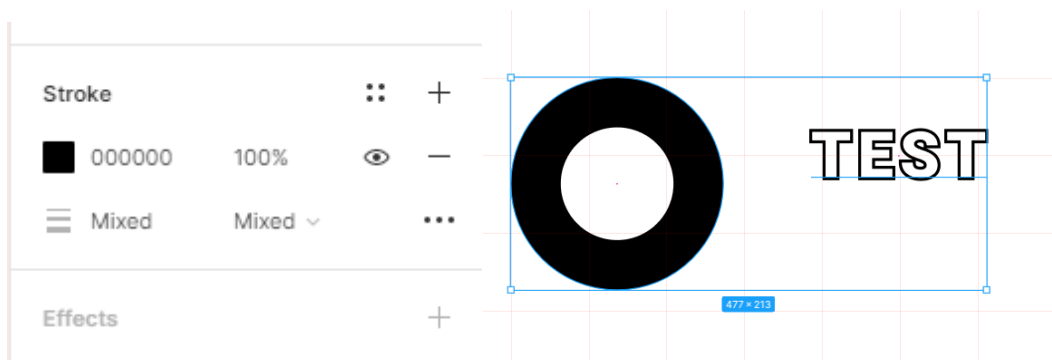 Stroke
000000 100%
Mixed Mixed
Effects
TEST
477 × 213